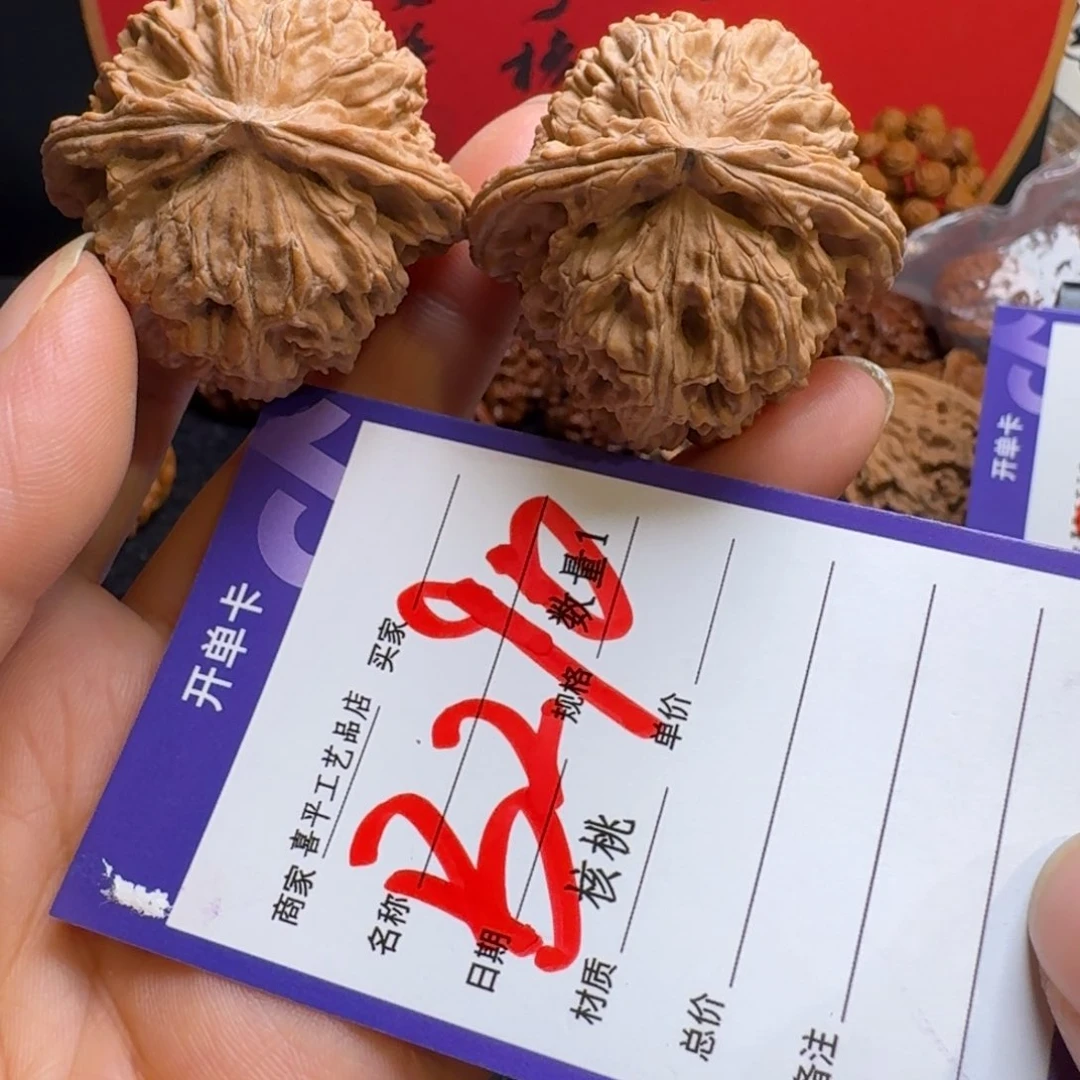 开单卡
商家 喜平工艺品店 买家
名称
日期 规格 数量1
材质 核桃 单价
总价
备注
开单卡